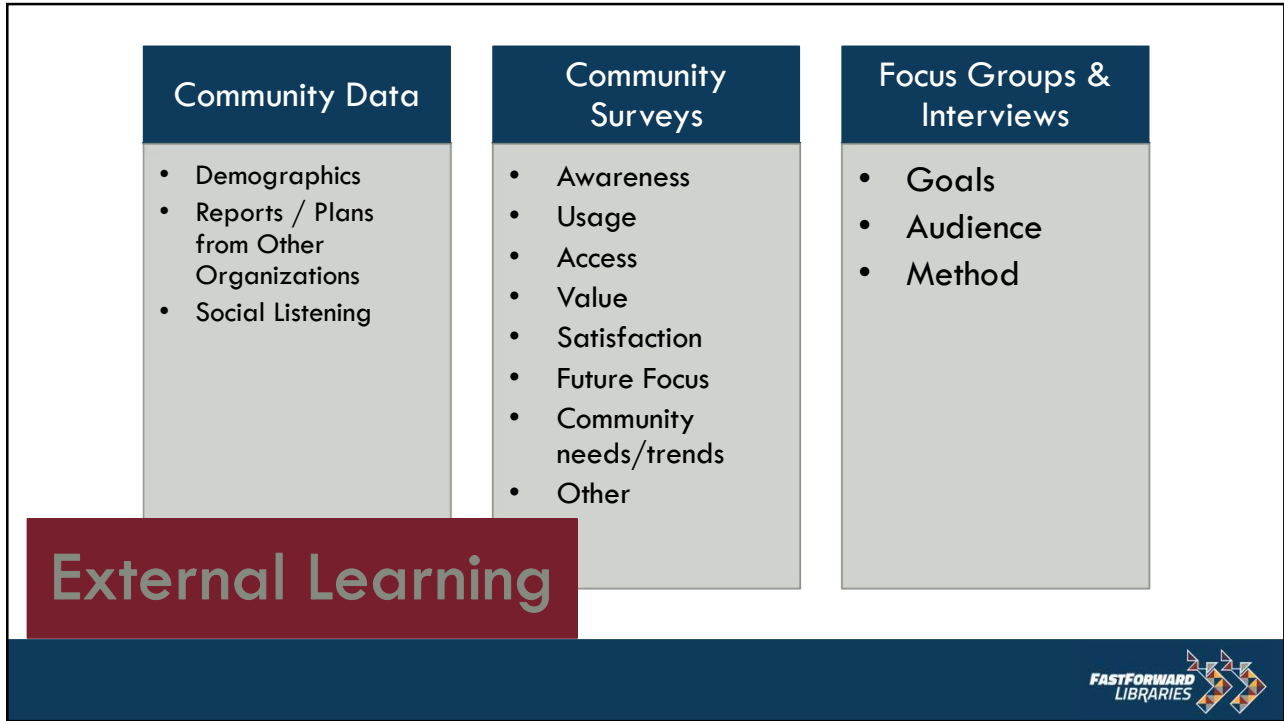 Community Data
• Demographics
• Reports / Plans
from Other
Organizations
• Social Listening
Community
Surveys
• Awareness
• Usage
• Access
• Value
• Satisfaction
• Future Focus
• Community
needs/trends
• Other
Focus Groups &
Interviews
• Goals
• Audience
• Method
External Learning
FASTFORWARD
LIBRARIES